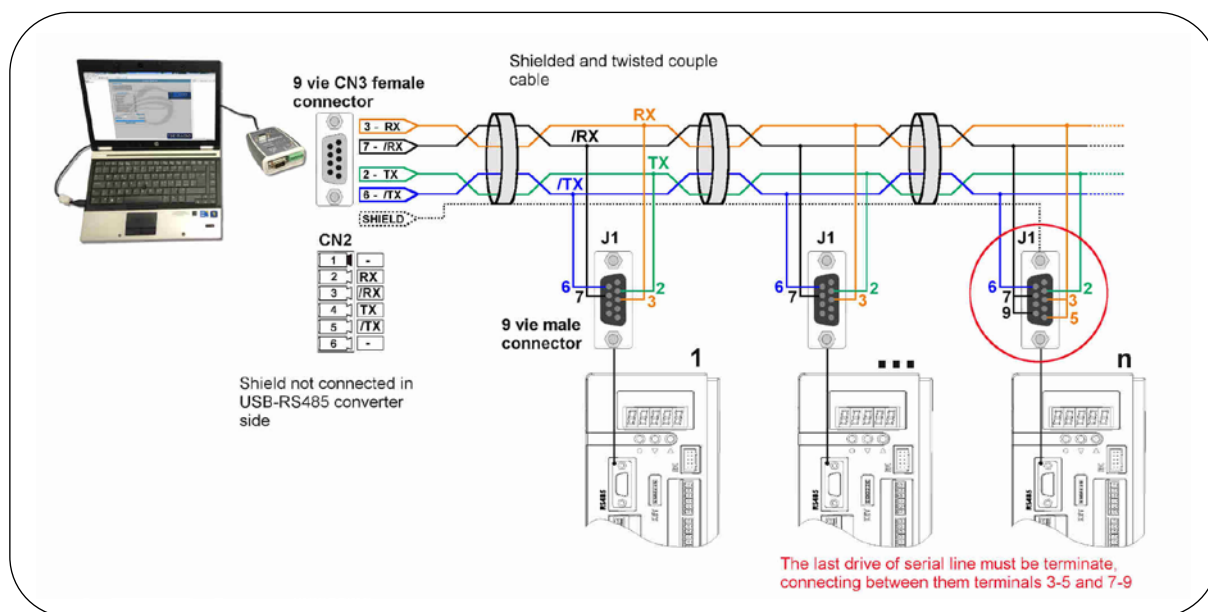 Shielded and twisted couple
cable
9 vie CN3 female
connector
3 - RX
7 - /RX
2 - TX
6 - /TX
SHIELD
RX
/RX
TX
/TX
CN2
1 -
2 RX
3 /RX
4 TX
5 /TX
6 -
Shield not connected in
USB-RS485 converter
side
J1
6
7
2
3
J1
6
7
2
3
J1
6
7
9
2
3
5
9 vie male
connector
1
...
n
RS485
RS485
RS485
The last drive of serial line must be terminate,
connecting between them terminals 3-5 and 7-9